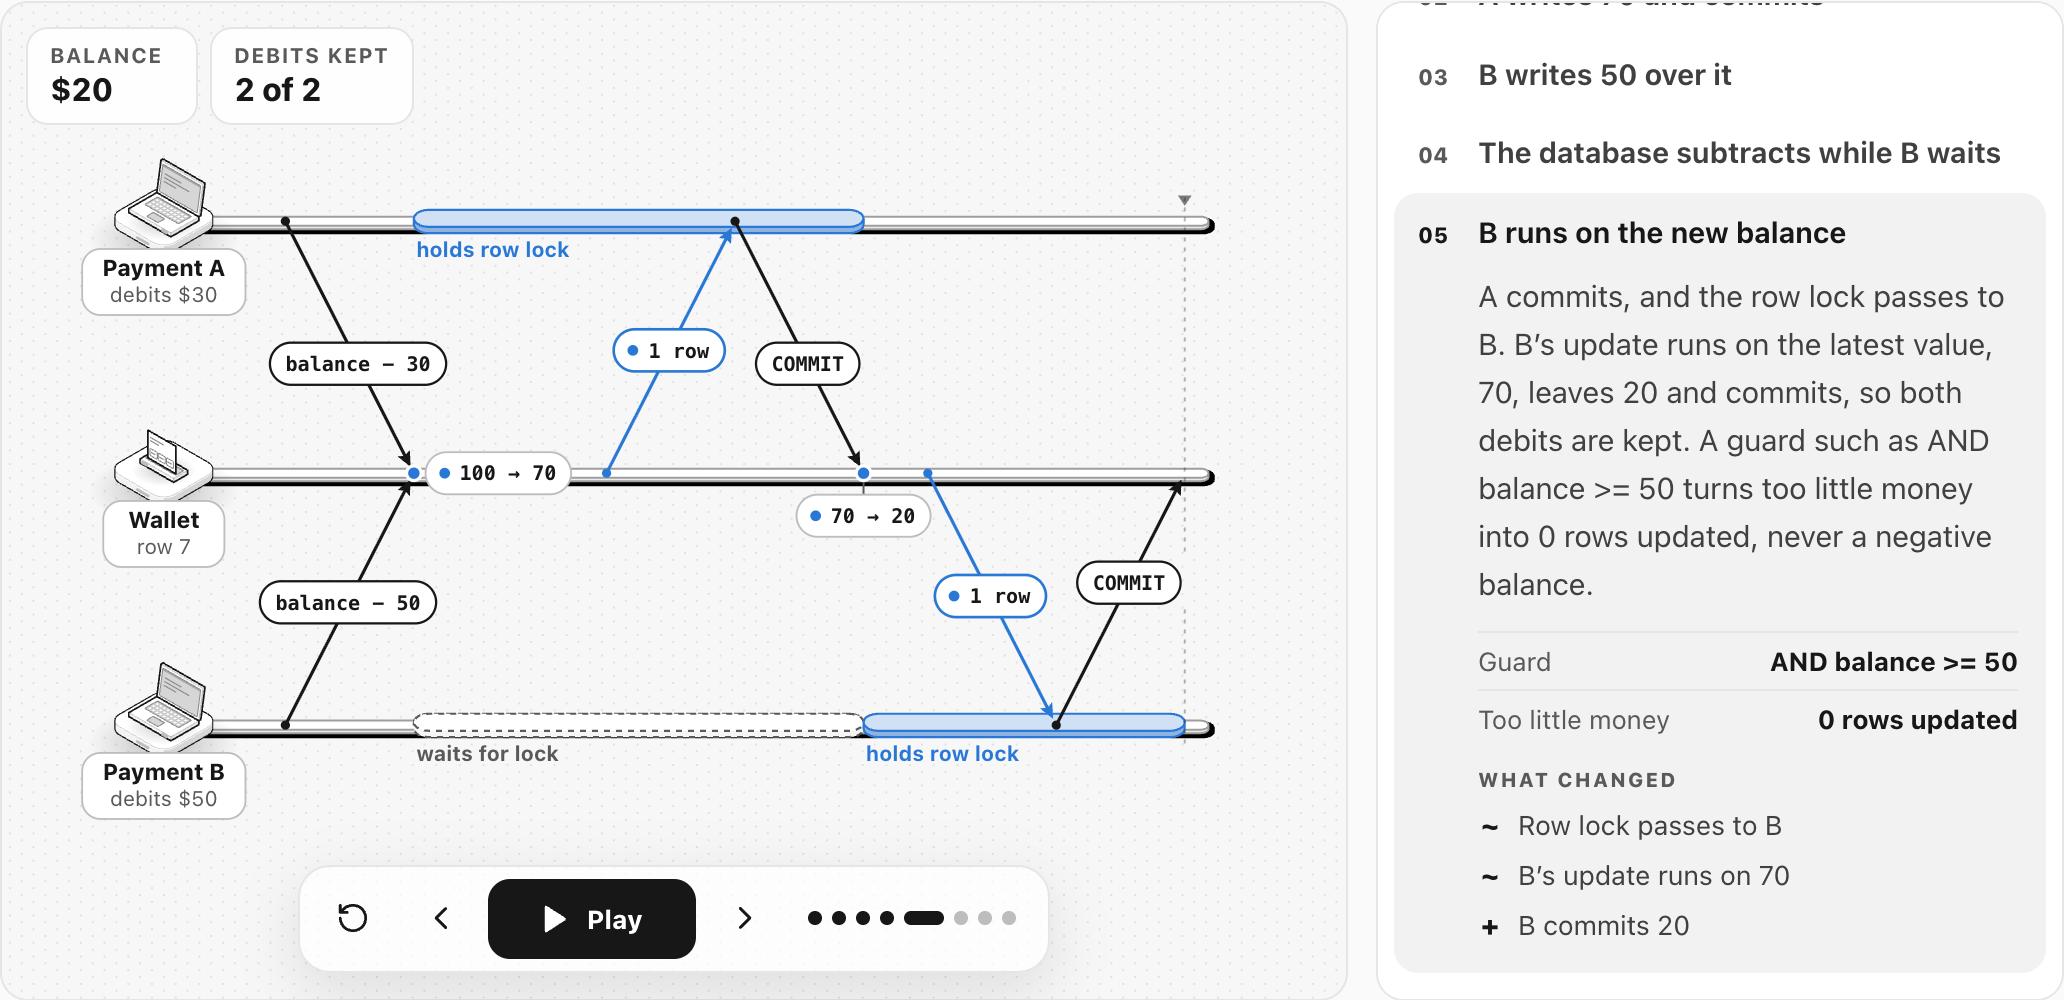 BALANCE
$20
DEBITS KEPT
2 of 2
Payment A
debits $30
holds row lock
balance − 30
1 row
COMMIT
Wallet
row 7
100 → 70
70 → 20
balance − 50
1 row
COMMIT
Payment B
debits $50
waits for lock
holds row lock
Play
03 B writes 50 over it
04 The database subtracts while B waits
05 B runs on the new balance
A commits, and the row lock passes to
B. B’s update runs on the latest value,
70, leaves 20 and commits, so both
debits are kept. A guard such as AND
balance >= 50 turns too little money
into 0 rows updated, never a negative
balance.
Guard AND balance >= 50
Too little money 0 rows updated
WHAT CHANGED
~ Row lock passes to B
~ B’s update runs on 70
+ B commits 20